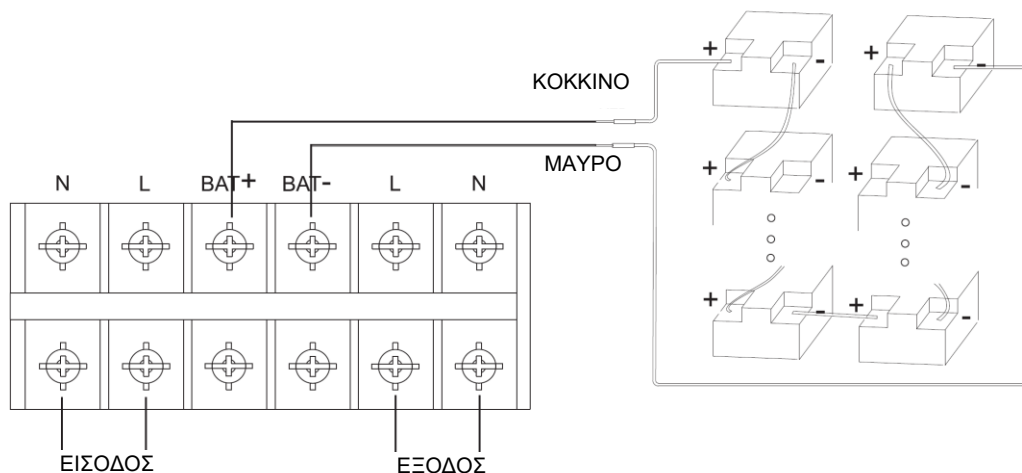 ΚΟΚΚΙΝΟ
ΜΑΥΡΟ
N L BAT+ BAT- L N
ΕΙΣΟΔΟΣ ΕΞΟΔΟΣ
+ - + -
+ - + -
+ - + -